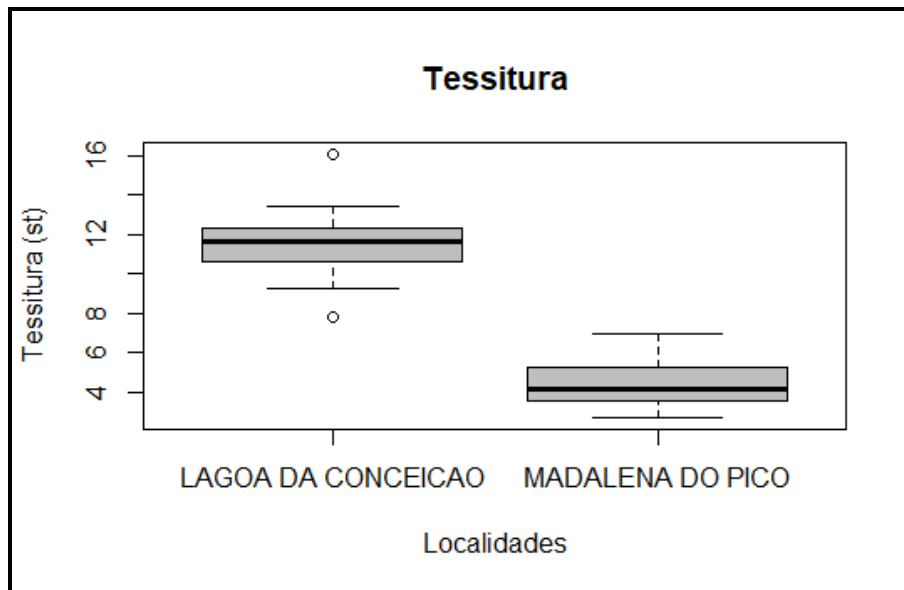 Tessitura
Tessitura (st)
16
12
8
6
4
LAGOA DA CONCEICAO MADALENA DO PICO
Localidades